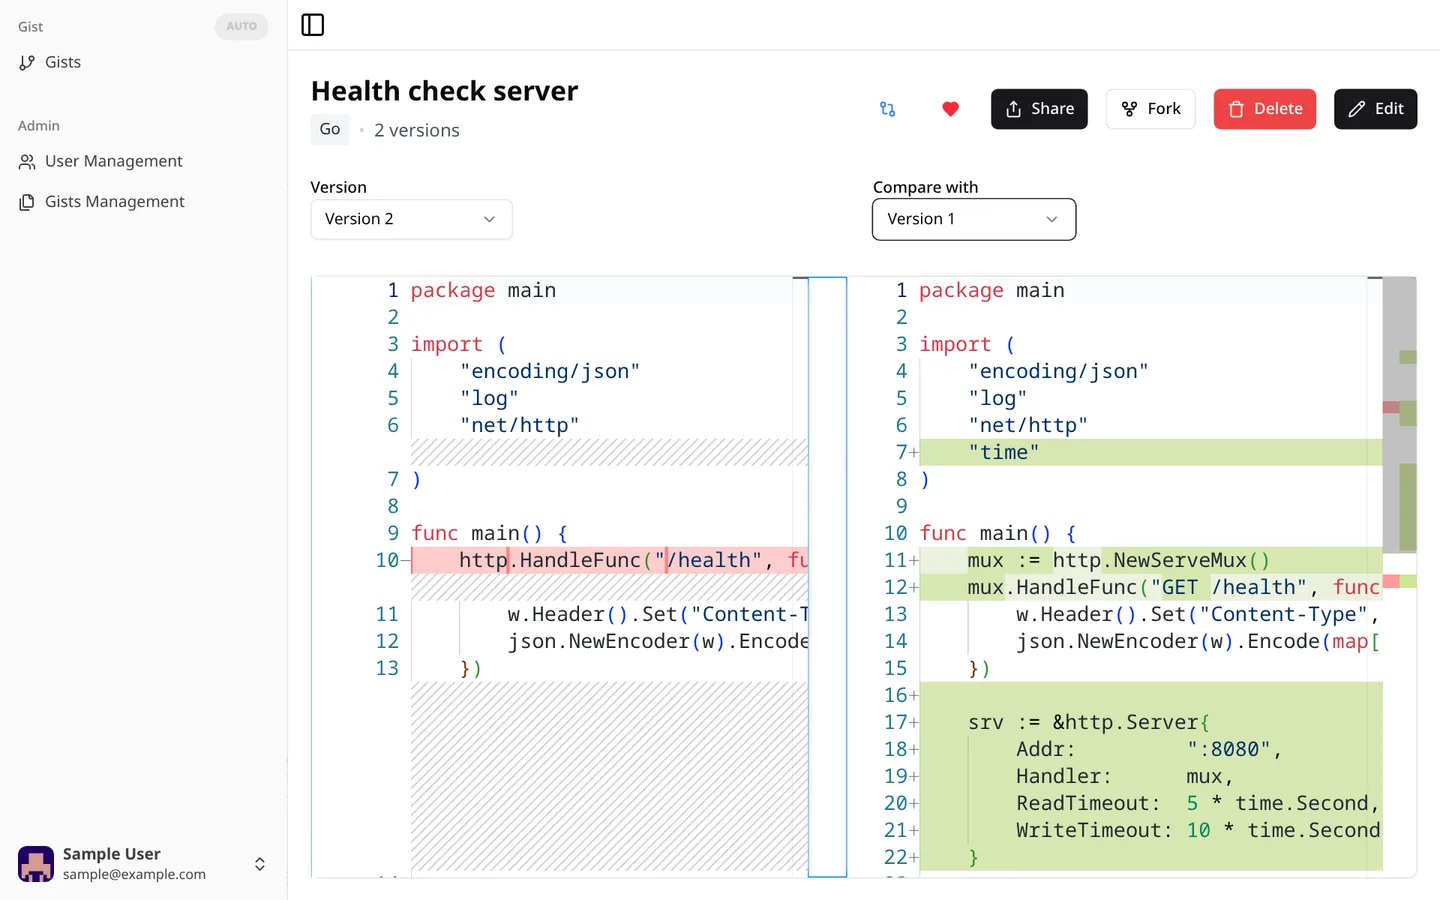 Gist
AUTO
Gists
Admin
User Management
Gists Management
Sample User
sample@example.com
Health check server
Go • 2 versions
Share
Fork
Delete
Edit
Version
Version 2
Compare with
Version 1
1 package main
2
3 import (
4 "encoding/json"
5 "log"
6 "net/http"
7 )
8
9 func main() {
10- http.HandleFunc("/health", fu
11 w.Header().Set("Content-T
12 json.NewEncoder(w).Encode
13 })
1 package main
2
3 import (
4 "encoding/json"
5 "log"
6 "net/http"
7+ "time"
8 )
9
10 func main() {
11+ mux := http.NewServeMux()
12+ mux.HandleFunc("GET /health", func
13 w.Header().Set("Content-Type",
14 json.NewEncoder(w).Encode(map[
15 })
16+
17+ srv := &http.Server{
18+ Addr: ":8080",
19+ Handler: mux,
20+ ReadTimeout: 5 * time.Second,
21+ WriteTimeout: 10 * time.Second
22+ }